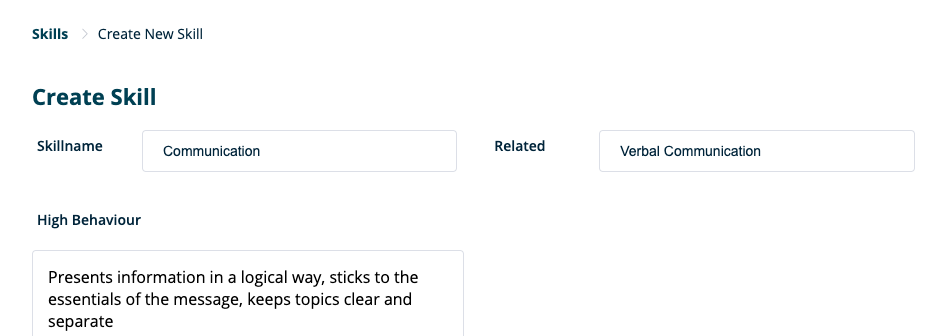 Skills > Create New Skill
Create Skill
Skillname Communication Related Verbal Communication
High Behaviour
Presents information in a logical way, sticks to the
essentials of the message, keeps topics clear and
separate